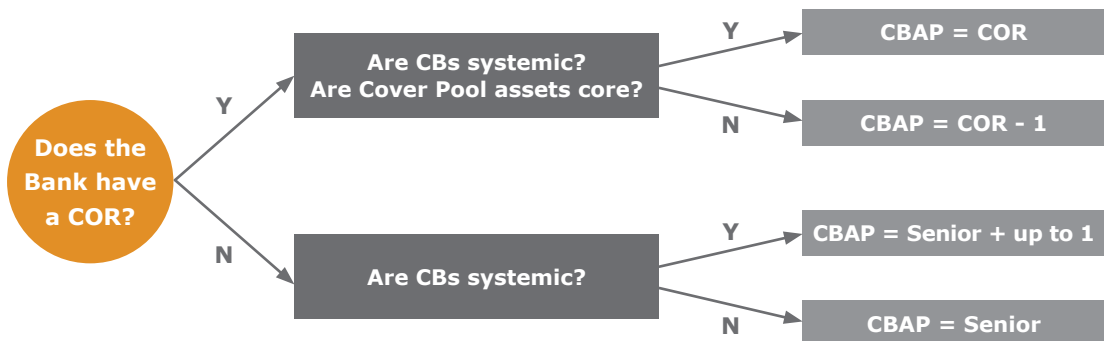 Does the
Bank have
a COR?
Y
N
Are CBs systemic?
Are Cover Pool assets core?
Y
N
CBAP = COR
CBAP = COR - 1
Are CBs systemic?
Y
N
CBAP = Senior + up to 1
CBAP = Senior